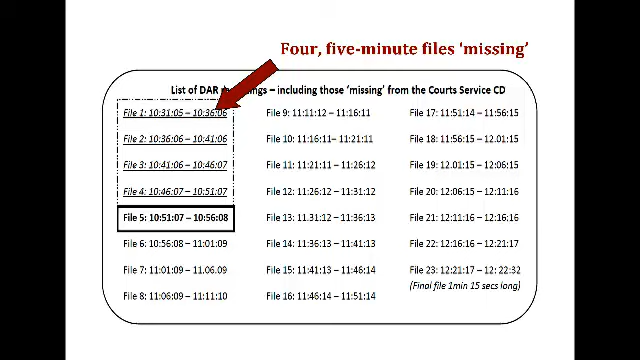 Four, five-minute files ‘missing’
List of DAR – including those ‘missing’ from the Courts Service CD
File 1: 10:31:05 – 10:36:06
File 2: 10:36:06 – 10:41:06
File 3: 10:41:06 – 10:46:07
File 4: 10:46:07 – 10:51:07
File 5: 10:51:07 – 10:56:08
File 6: 10:56:08 – 11:01:09
File 7: 11:01:09 – 11.06.09
File 8: 11:06:09 – 11:11:10
File 9: 11:11:12 – 11:16:11
File 10: 11:16:11 – 11:21:11
File 11: 11:21:11 – 11:26:12
File 12: 11:26:12 – 11:31:12
File 13: 11.31:12 – 11:36:13
File 14: 11:36:13 – 11:41:13
File 15: 11:41:13 – 11:46:14
File 16: 11:46:14 – 11:51:14
File 17: 11:51:14 – 11:56:15
File 18: 11:56:15 – 12.01:15
File 19: 12.01:15 – 12:06:15
File 20: 12:06:15 – 12:11:16
File 21: 12:11:16 – 12:16:16
File 22: 12:16:16 – 12:21:17
File 23: 12:21:17 – 12: 22:32
(Final file 1min 15 secs long)